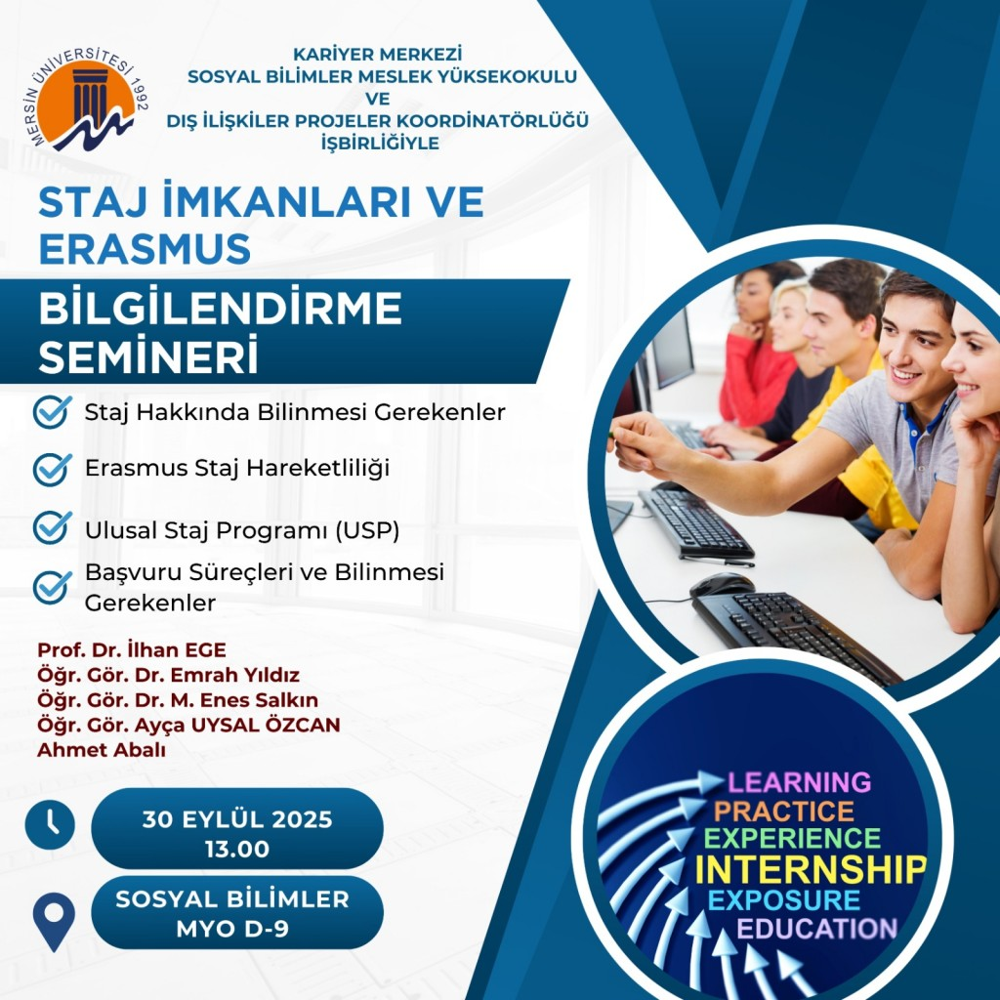 MERSİN ÜNİVERSİTESİ 1992
KARİYER MERKEZİ
SOSYAL BİLİMLER MESLEK YÜKSEKOKULU
VE
DIŞ İLİŞKİLER PROJELER KOORDİNATÖRLÜĞÜ
İŞBİRLİĞİYLE
STAJ İMKANLARI VE
ERASMUS
BİLGİLENDİRME
SEMİNERİ
Staj Hakkında Bilinmesi Gerekenler
Erasmus Staj Hareketliliği
Ulusal Staj Programı (USP)
Başvuru Süreçleri ve Bilinmesi
Gerekenler
Prof. Dr. İlhan EGE
Öğr. Gör. Dr. Emrah Yıldız
Öğr. Gör. Dr. M. Enes Salkın
Öğr. Gör. Ayça UYSAL ÖZCAN
Ahmet Abalı
30 EYLÜL 2025
13.00
SOSYAL BİLİMLER
MYO D-9
LEARNING
PRACTICE
EXPERIENCE
INTERNSHIP
EXPOSURE
EDUCATION